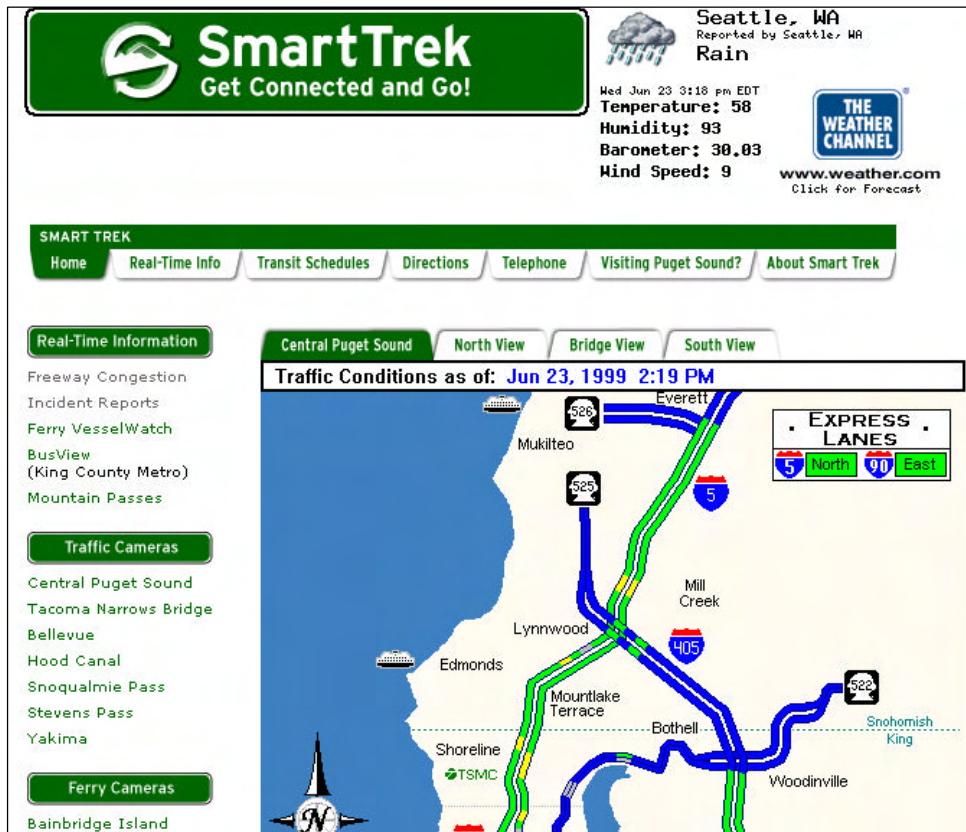 SmartTrek
Get Connected and Go!
Seattle, WA
Reported by Seattle, WA
Rain
Wed Jun 23 3:18 pm EDT
Temperature: 58
Humidity: 93
Barometer: 30.03
Wind Speed: 9
THE
WEATHER
CHANNEL
®
www.weather.com
Click for Forecast
SMART TREK
Home Real-Time Info Transit Schedules Directions Telephone Visiting Puget Sound? About Smart Trek
Real-Time Information
Freeway Congestion
Incident Reports
Ferry VesselWatch
BusView
(King County Metro)
Mountain Passes
Traffic Cameras
Central Puget Sound
Tacoma Narrows Bridge
Bellevue
Hood Canal
Snoqualmie Pass
Stevens Pass
Yakima
Ferry Cameras
Bainbridge Island
Central Puget Sound North View Bridge View South View
Traffic Conditions as of: Jun 23, 1999 2:19 PM
Everett
526
Mukilteo
. EXPRESS .
LANES
5 North 90 East
525
5
Mill
Creek
Lynnwood
405
Edmonds
522
Mountlake
Terrace
Bothell
Snohomish
King
Shoreline
TSMC
Woodinville
N